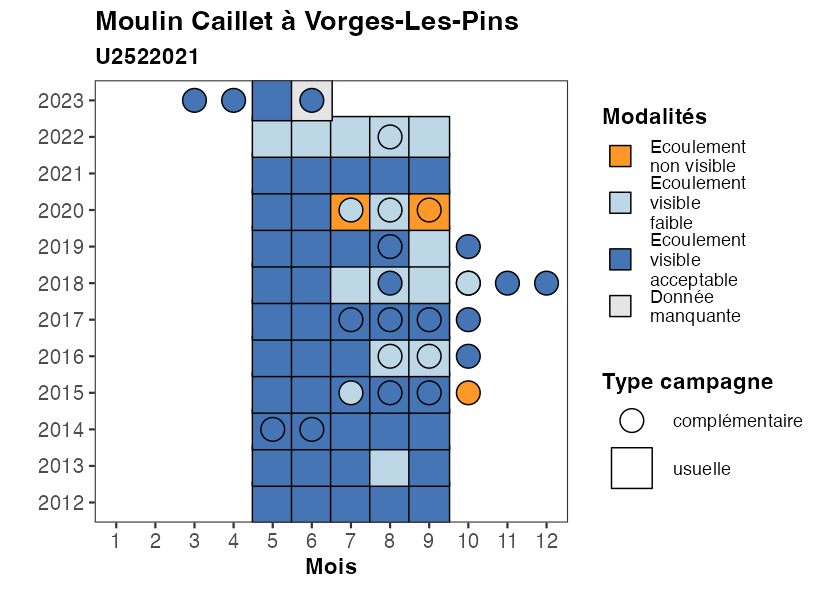 Moulin Caillet à Vorges-Les-Pins
U2522021
2023
2022
2021
2020
2019
2018
2017
2016
2015
2014
2013
2012
1 2 3 4 5 6 7 8 9 10 11 12
Mois
Modalités
Ecoulement
non visible
Ecoulement
visible
faible
Ecoulement
visible
acceptable
Donnée
manquante
Type campagne
complémentaire
usuelle